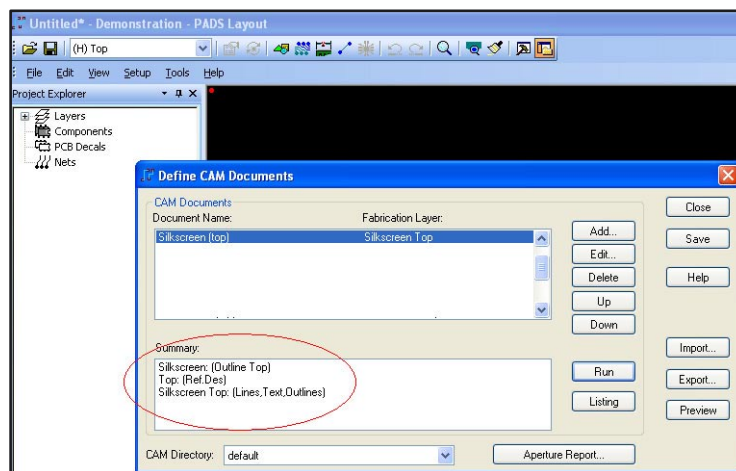 Untitled* - Demonstration - PADS Layout
(H) Top
File Edit View Setup Tools Help
Project Explorer
Layers
Components
PCB Decals
Nets
Define CAM Documents
CAM Documents
Document Name: Fabrication Layer:
Silkscreen (top) Silkscreen Top
Add...
Edit...
Delete
Up
Down
Close
Save
Help
Summary:
Silkscreen: (Outline Top)
Top: (Ref.Des)
Silkscreen Top: (Lines,Text,Outlines)
Run
Listing
Import...
Export...
Preview
CAM Directory: default
Aperture Report...